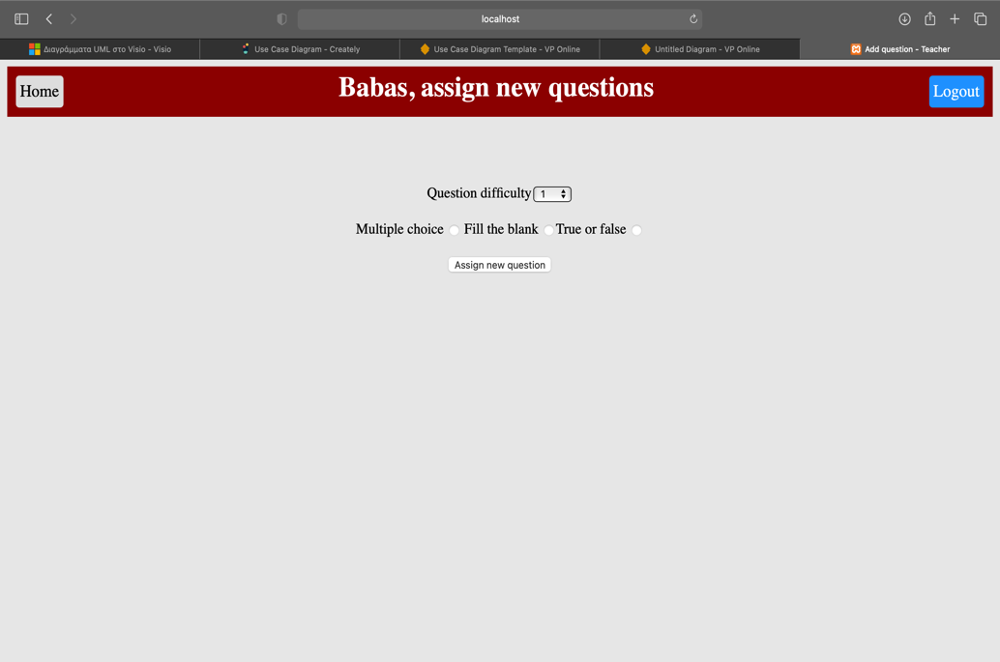 localhost
Διαγράμματα UML στο Visio - Visio
Use Case Diagram - Creately
Use Case Diagram Template - VP Online
Untitled Diagram - VP Online
Add question - Teacher
Home
Babas, assign new questions
Logout
Question difficulty 1
Multiple choice Fill the blank True or false
Assign new question